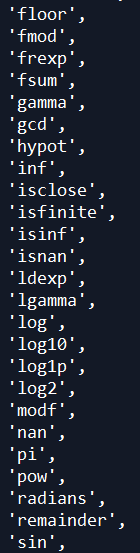 'floor',
'fmod',
'frexp',
'fsum',
'gamma',
'gcd',
'hypot',
'inf',
'isclose',
'isfinite',
'isinf',
'isnan',
'ldexp',
'lgamma',
'log',
'log10',
'log1p',
'log2',
'modf',
'nan',
'pi',
'pow',
'radians',
'remainder',
'sin',